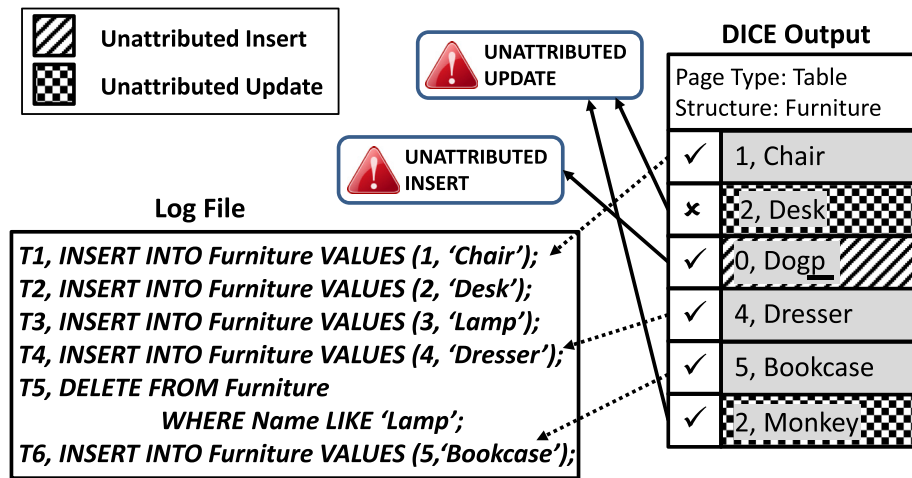 Unattributed Insert
Unattributed Update
UNATTRIBUTED
UPDATE
UNATTRIBUTED
INSERT
Log File
T1, INSERT INTO Furniture VALUES (1, ‘Chair’);
T2, INSERT INTO Furniture VALUES (2, ‘Desk’);
T3, INSERT INTO Furniture VALUES (3, ‘Lamp’);
T4, INSERT INTO Furniture VALUES (4, ‘Dresser’);
T5, DELETE FROM Furniture
WHERE Name LIKE ‘Lamp’;
T6, INSERT INTO Furniture VALUES (5,‘Bookcase’);
DICE Output
Page Type: Table
Structure: Furniture
✓ 1, Chair
✘ 2, Desk
✓ 0, Dogp
✓ 4, Dresser
✓ 5, Bookcase
✓ 2, Monkey